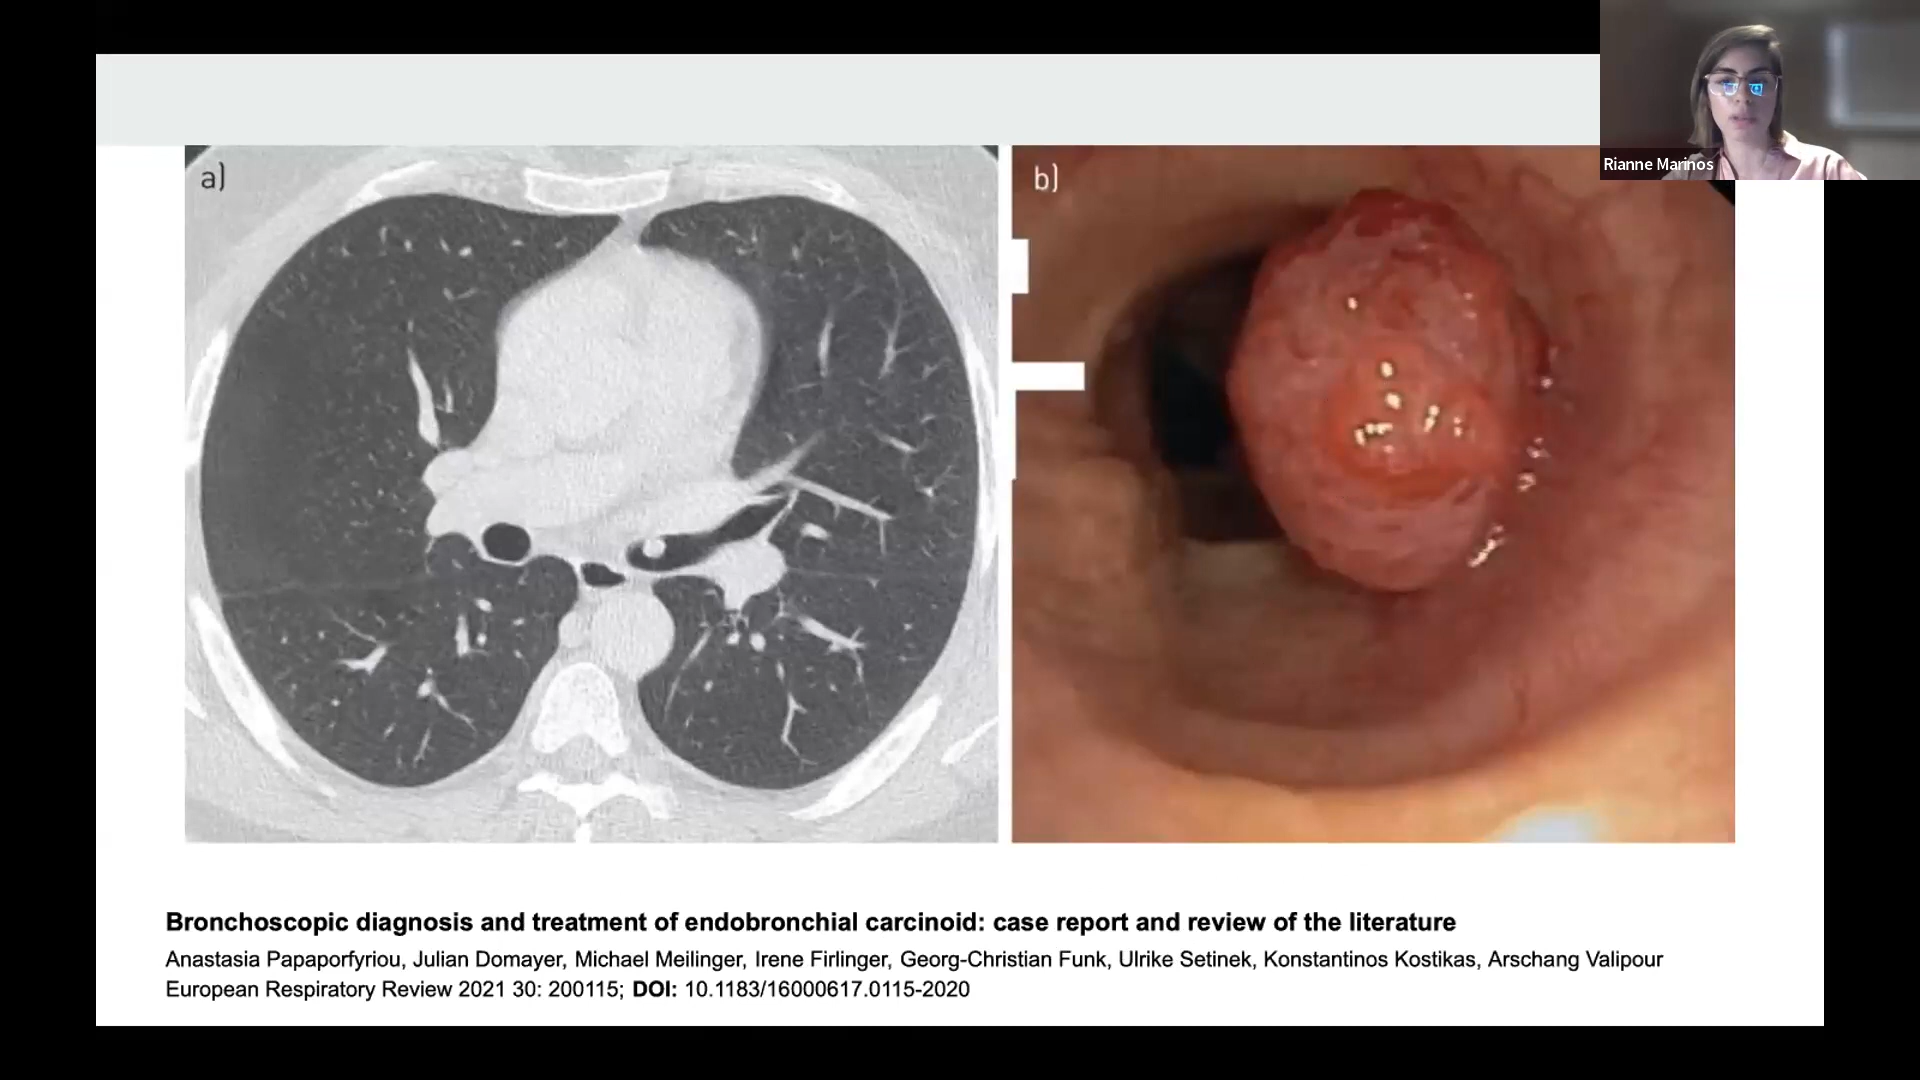 Rianne Marinos
a)
b)
Bronchoscopic diagnosis and treatment of endobronchial carcinoid: case report and review of the literature
Anastasia Papaporfyriou, Julian Domayer, Michael Meilinger, Irene Firlinger, Georg-Christian Funk, Ulrike Setinek, Konstantinos Kostikas, Arschang Valipour
European Respiratory Review 2021 30: 200115; DOI: 10.1183/16000617.0115-2020